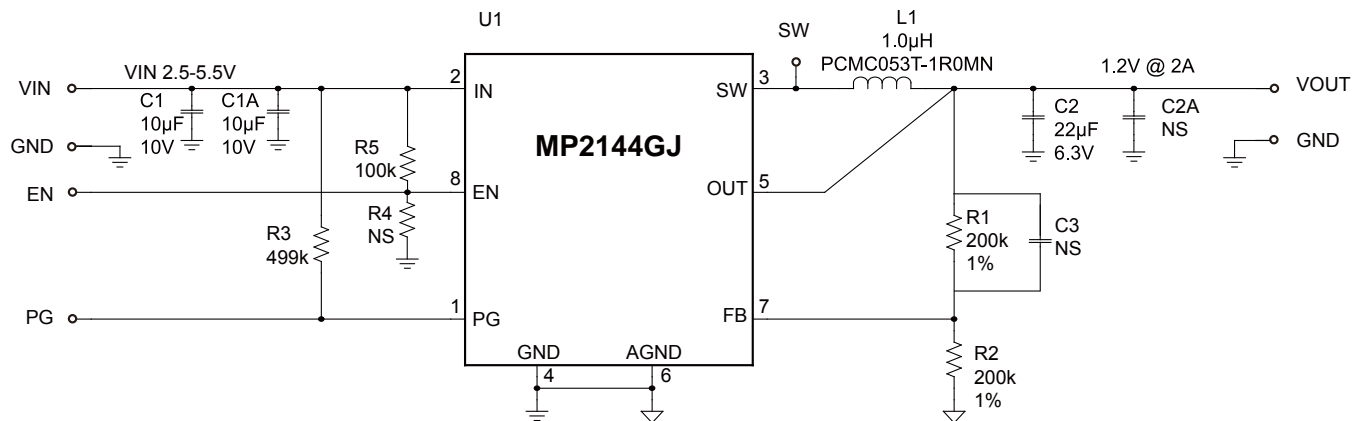 U1
SW
L1
1.0µH
PCMC053T-1R0MN
VIN
VIN 2.5-5.5V
2
IN
SW
3
1.2V @ 2A
VOUT
C1
10µF
10V
C1A
10µF
10V
C2
22µF
6.3V
C2A
NS
GND
MP2144GJ
GND
R5
100k
EN
8
EN
OUT
5
R4
NS
R3
499k
R1
200k
1%
C3
NS
PG
1
PG
FB
7
GND
AGND
4
6
R2
200k
1%